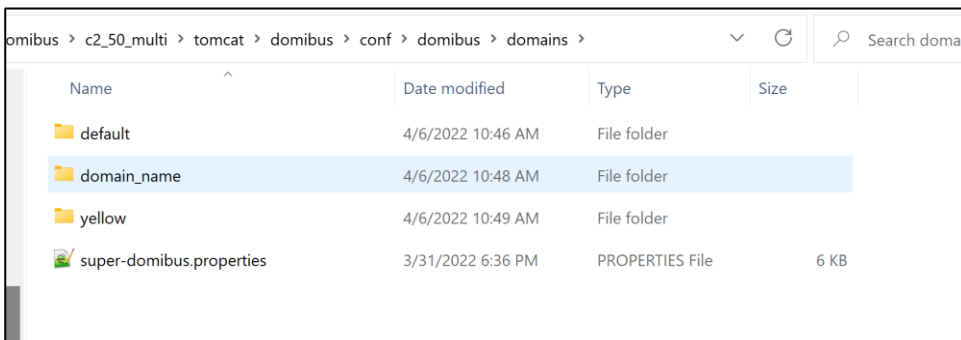 omibus > c2_50_multi > tomcat > domibus > conf > domibus > domains > Search doma
Name Date modified Type Size
default 4/6/2022 10:46 AM File folder
domain_name 4/6/2022 10:48 AM File folder
yellow 4/6/2022 10:49 AM File folder
super-domibus.properties 3/31/2022 6:36 PM PROPERTIES File 6 KB